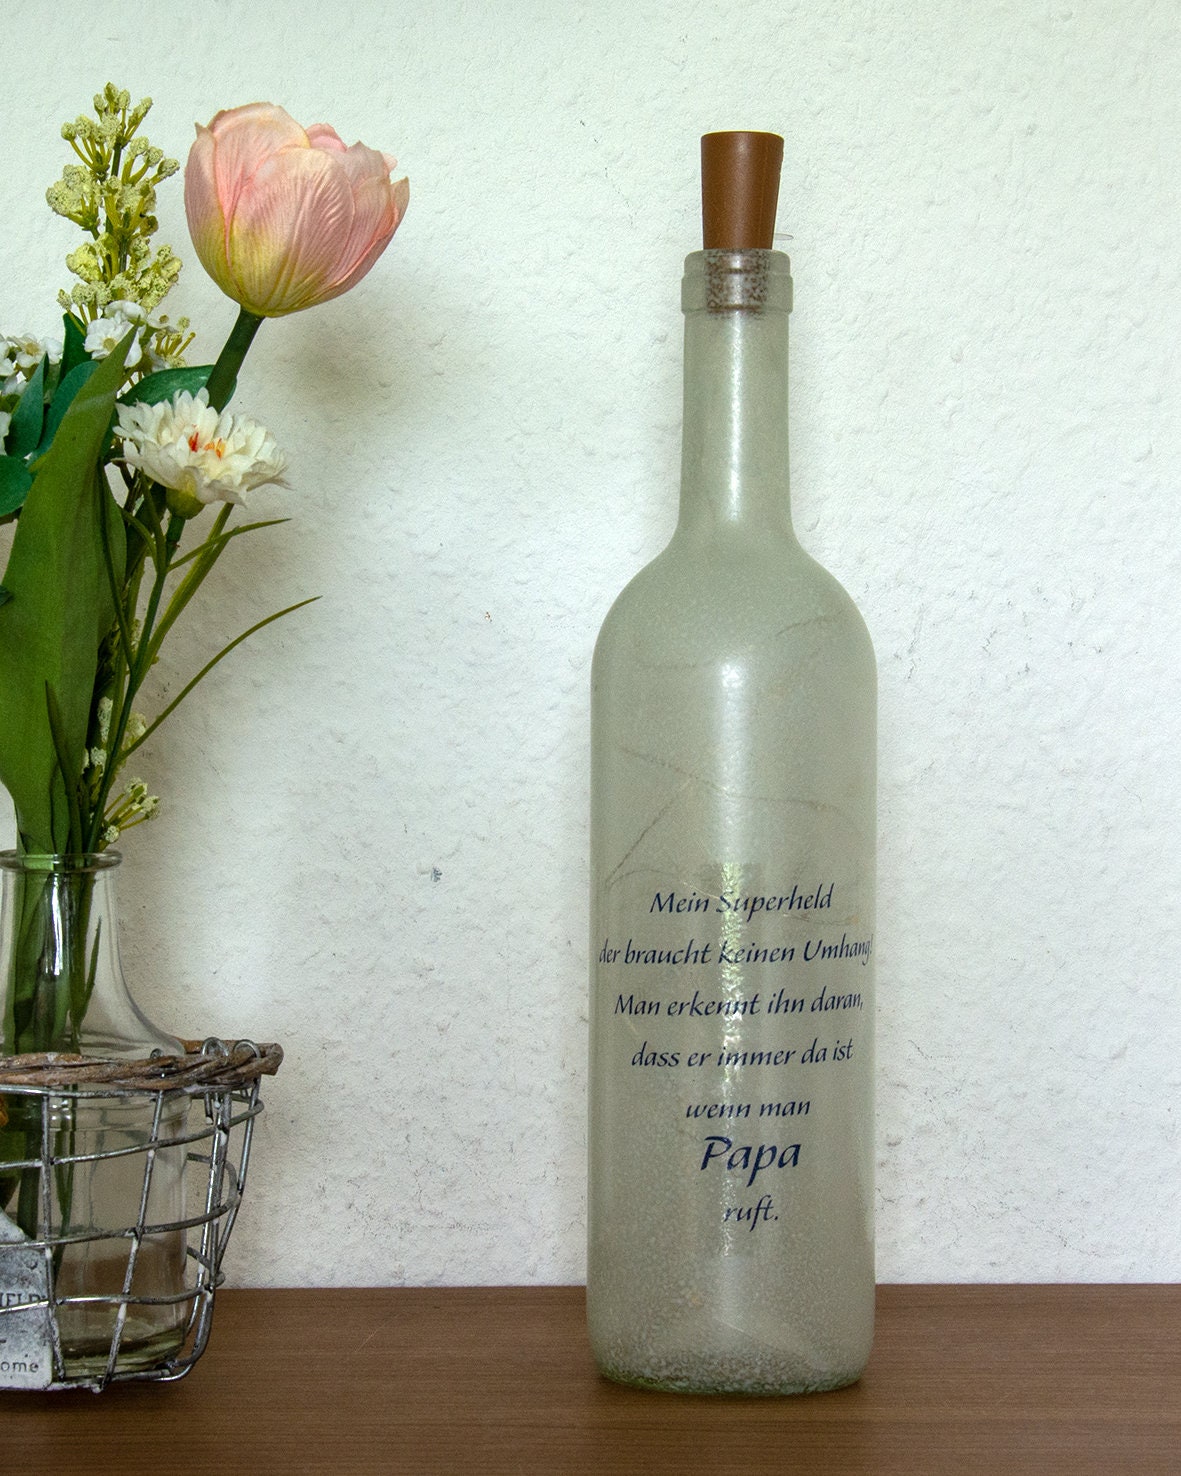 Mein Superheld
der braucht keinen Umhang!
Man erkennt ihn daran,
dass er immer da ist
wenn man
Papa
ruft.